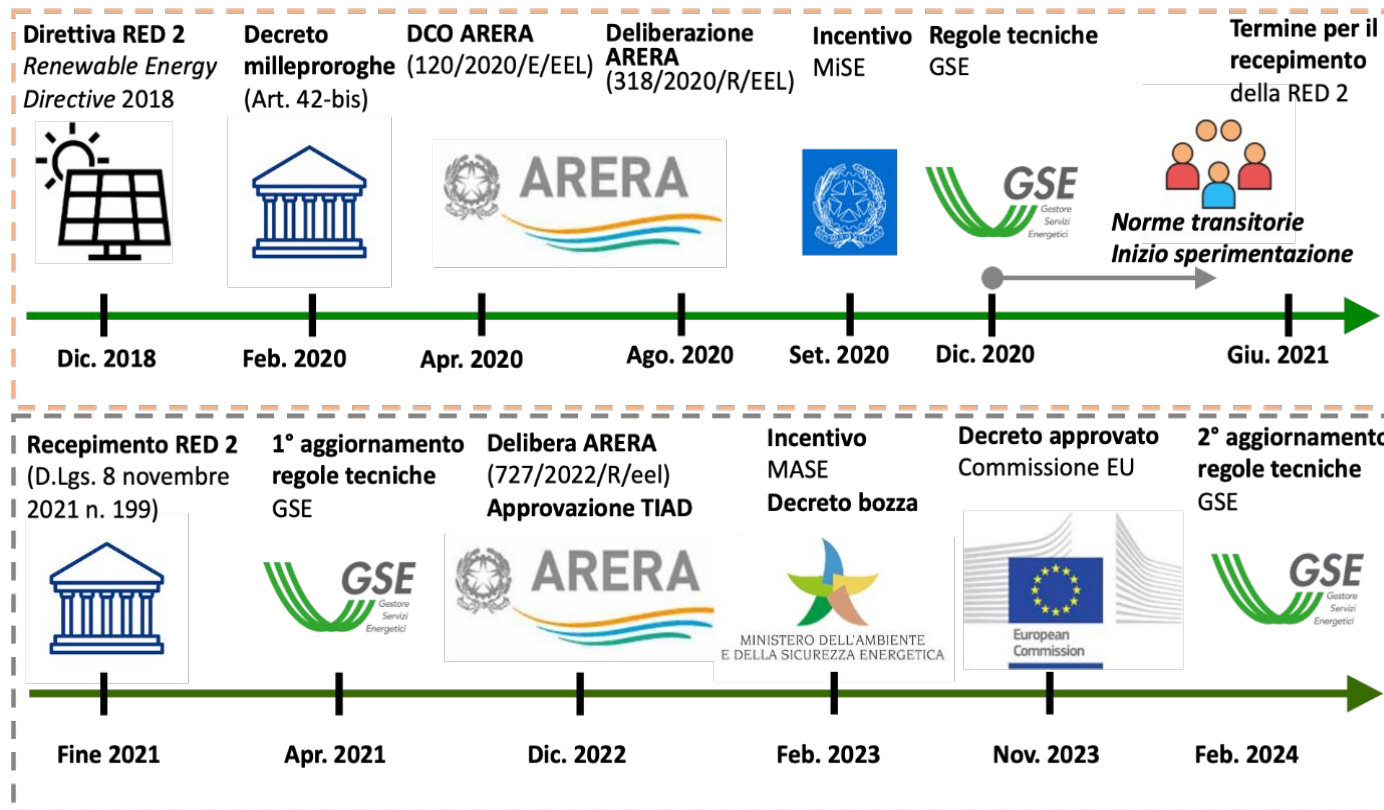 Direttiva RED 2
Renewable Energy
Directive 2018
Decreto
milleproroghe
(Art. 42-bis)
DCO ARERA
(120/2020/E/EEL)
Deliberazione
ARERA
(318/2020/R/EEL)
Incentivo
MiSE
Regole tecniche
GSE
Termine per il
recepimento
della RED 2
ARERA
GSE
Gestore
Servizi
Energetici
Norme transitorie
Inizio sperimentazione
Dic. 2018
Feb. 2020
Apr. 2020
Ago. 2020
Set. 2020
Dic. 2020
Giu. 2021
Recepimento RED 2
(D.Lgs. 8 novembre
2021 n. 199)
1° aggiornamento
regole tecniche
GSE
Delibera ARERA
(727/2022/R/eel)
Approvazione TIAD
Incentivo
MASE
Decreto bozza
Decreto approvato
Commissione EU
2° aggiornamento
regole tecniche
GSE
GSE
Gestore
Servizi
Energetici
ARERA
MINISTERO DELL'AMBIENTE
E DELLA SICUREZZA ENERGETICA
European
Commission
GSE
Gestore
Servizi
Energetici
Fine 2021
Apr. 2021
Dic. 2022
Feb. 2023
Nov. 2023
Feb. 2024